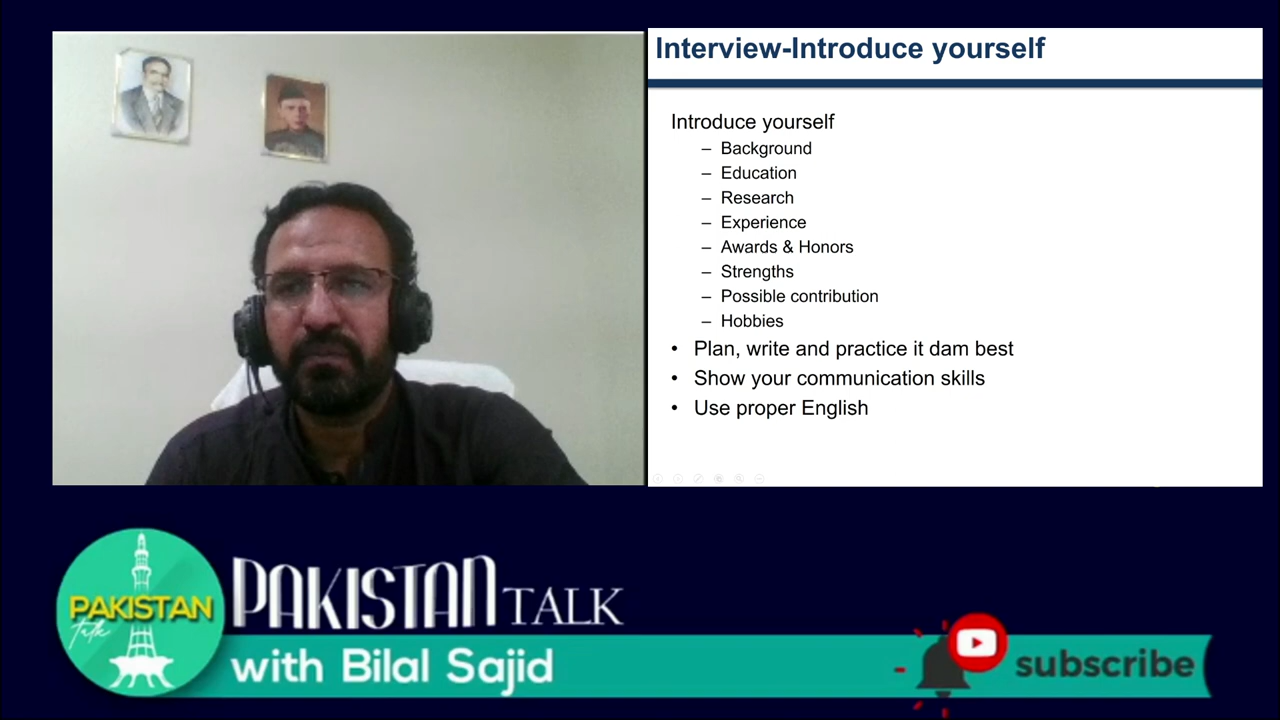 Interview-Introduce yourself
Introduce yourself
– Background
– Education
– Research
– Experience
– Awards & Honors
– Strengths
– Possible contribution
– Hobbies
• Plan, write and practice it dam best
• Show your communication skills
• Use proper English
PAKISTAN
Talk
PAKISTAN TALK
with Bilal Sajid
subscribe